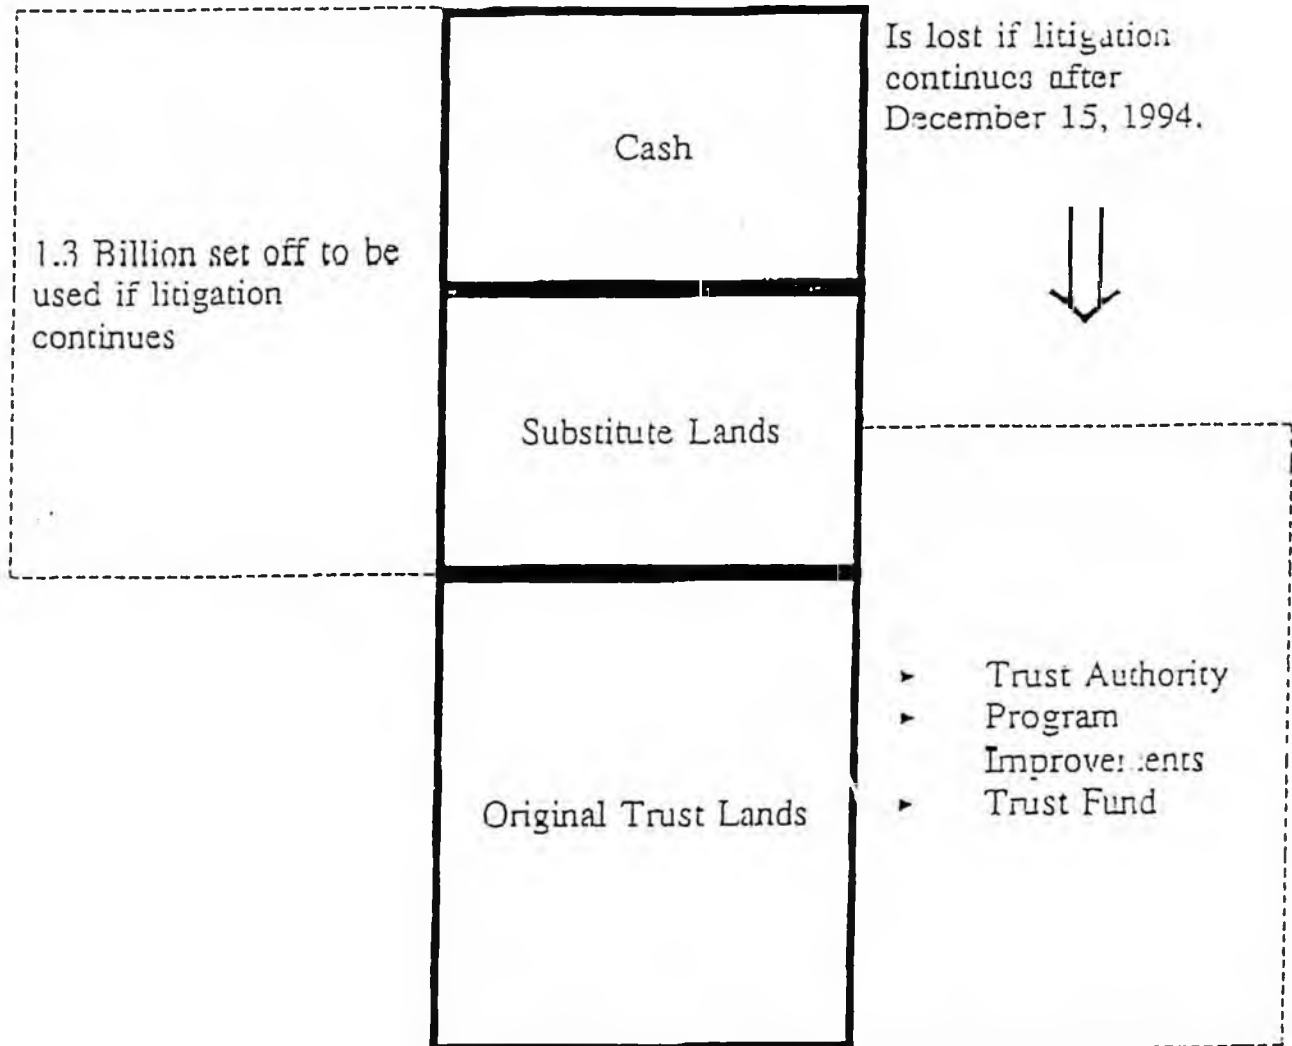 Is lost if litigation
continues after
December 15, 1994.
Cash
1.3 Billion set off to be
used if litigation
continues
Substitute Lands
Original Trust Lands
➤ Trust Authority
➤ Program
Improvements
➤ Trust Fund